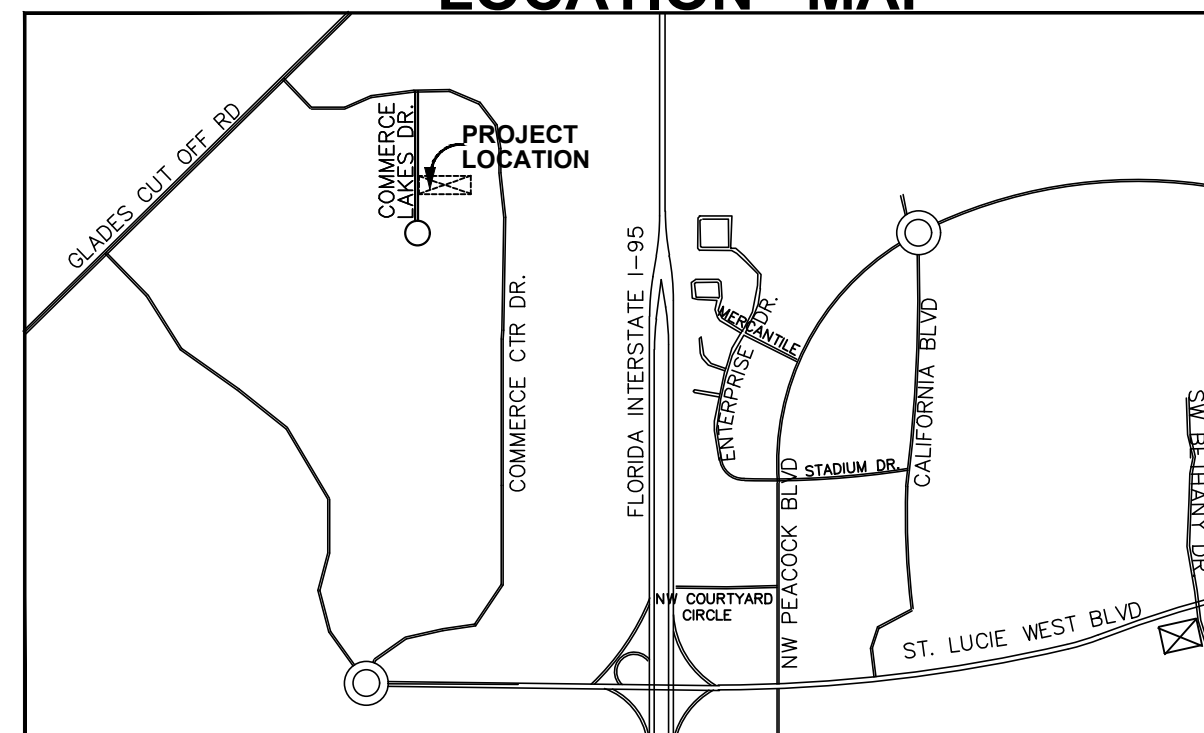 LOCATION MAP
GLADES CUT OFF RD
COMMERCE
LAKES DR.
PROJECT
LOCATION
COMMERCE CTR DR.
FLORIDA INTERSTATE I-95
MERCANTILE
ENTERPRISE DR.
CALIFORNIA BLVD
STADIUM DR.
NW PEACOCK BLVD
NW COURTYARD
CIRCLE
ST. LUCIE WEST BLVD
SW BETHANY DR